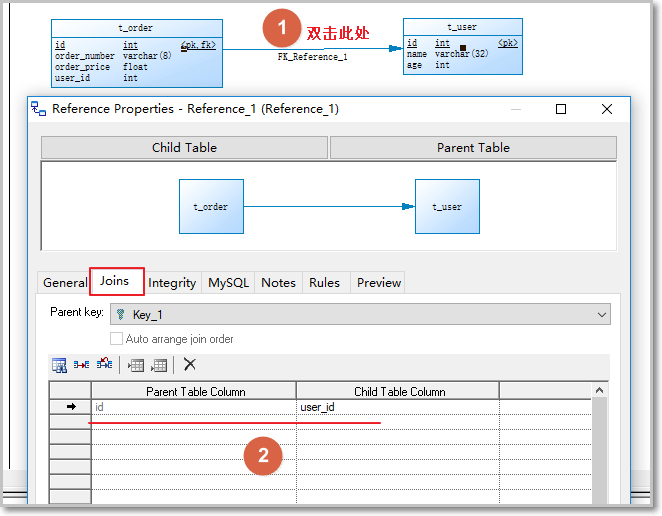 t_order
id int <pk,fk>
order_number varchar(8)
order_price float
user_id int
1 双击此处
FK_Reference_1
t_user
id int <pk>
name varchar(32)
age int
Reference Properties - Reference_1 (Reference_1)
Child Table Parent Table
t_order t_user
General Joins Integrity MySQL Notes Rules Preview
Parent key: Key_1
Auto arrange join order
Parent Table Column Child Table Column
id user_id
2